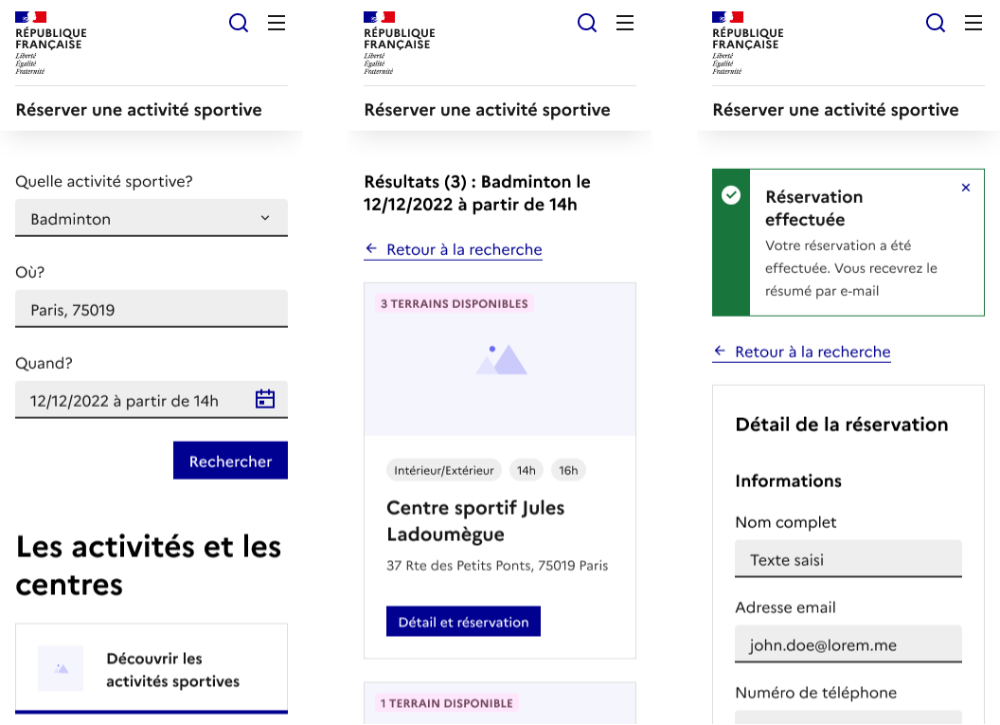 RÉPUBLIQUE
FRANÇAISE
Liberté
Égalité
Fraternité
Réserver une activité sportive
Quelle activité sportive?
Badminton
Où?
Paris, 75019
Quand?
12/12/2022 à partir de 14h
Rechercher
Les activités et les
centres
Découvrir les
activités sportives
RÉPUBLIQUE
FRANÇAISE
Liberté
Égalité
Fraternité
Réserver une activité sportive
Résultats (3) : Badminton le
12/12/2022 à partir de 14h
← Retour à la recherche
3 TERRAINS DISPONIBLES
Intérieur/Extérieur 14h 16h
Centre sportif Jules
Ladoumègue
37 Rte des Petits Ponts, 75019 Paris
Détail et réservation
1 TERRAIN DISPONIBLE
RÉPUBLIQUE
FRANÇAISE
Liberté
Égalité
Fraternité
Réserver une activité sportive
Réservation
effectuée
Votre réservation a été
effectuée. Vous recevrez le
résumé par e-mail
← Retour à la recherche
Détail de la réservation
Informations
Nom complet
Texte saisi
Adresse email
john.doe@lorem.me
Numéro de téléphone